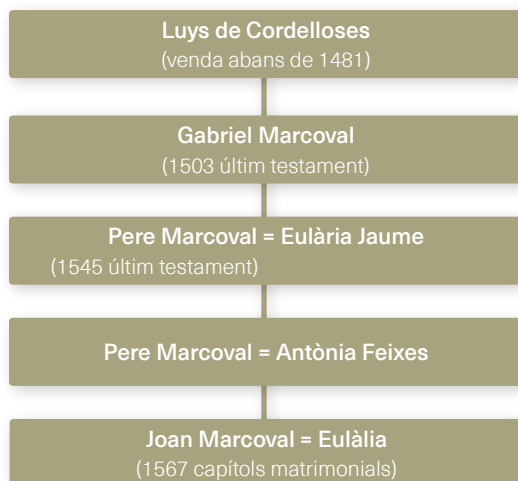 Luys de Cordelloses
(venda abans de 1481)
Gabriel Marcoval
(1503 últim testament)
Pere Marcoval = Eulària Jaume
(1545 últim testament)
Pere Marcoval = Antònia Feixes
Joan Marcoval = Eulàlia
(1567 capítols matrimonials)